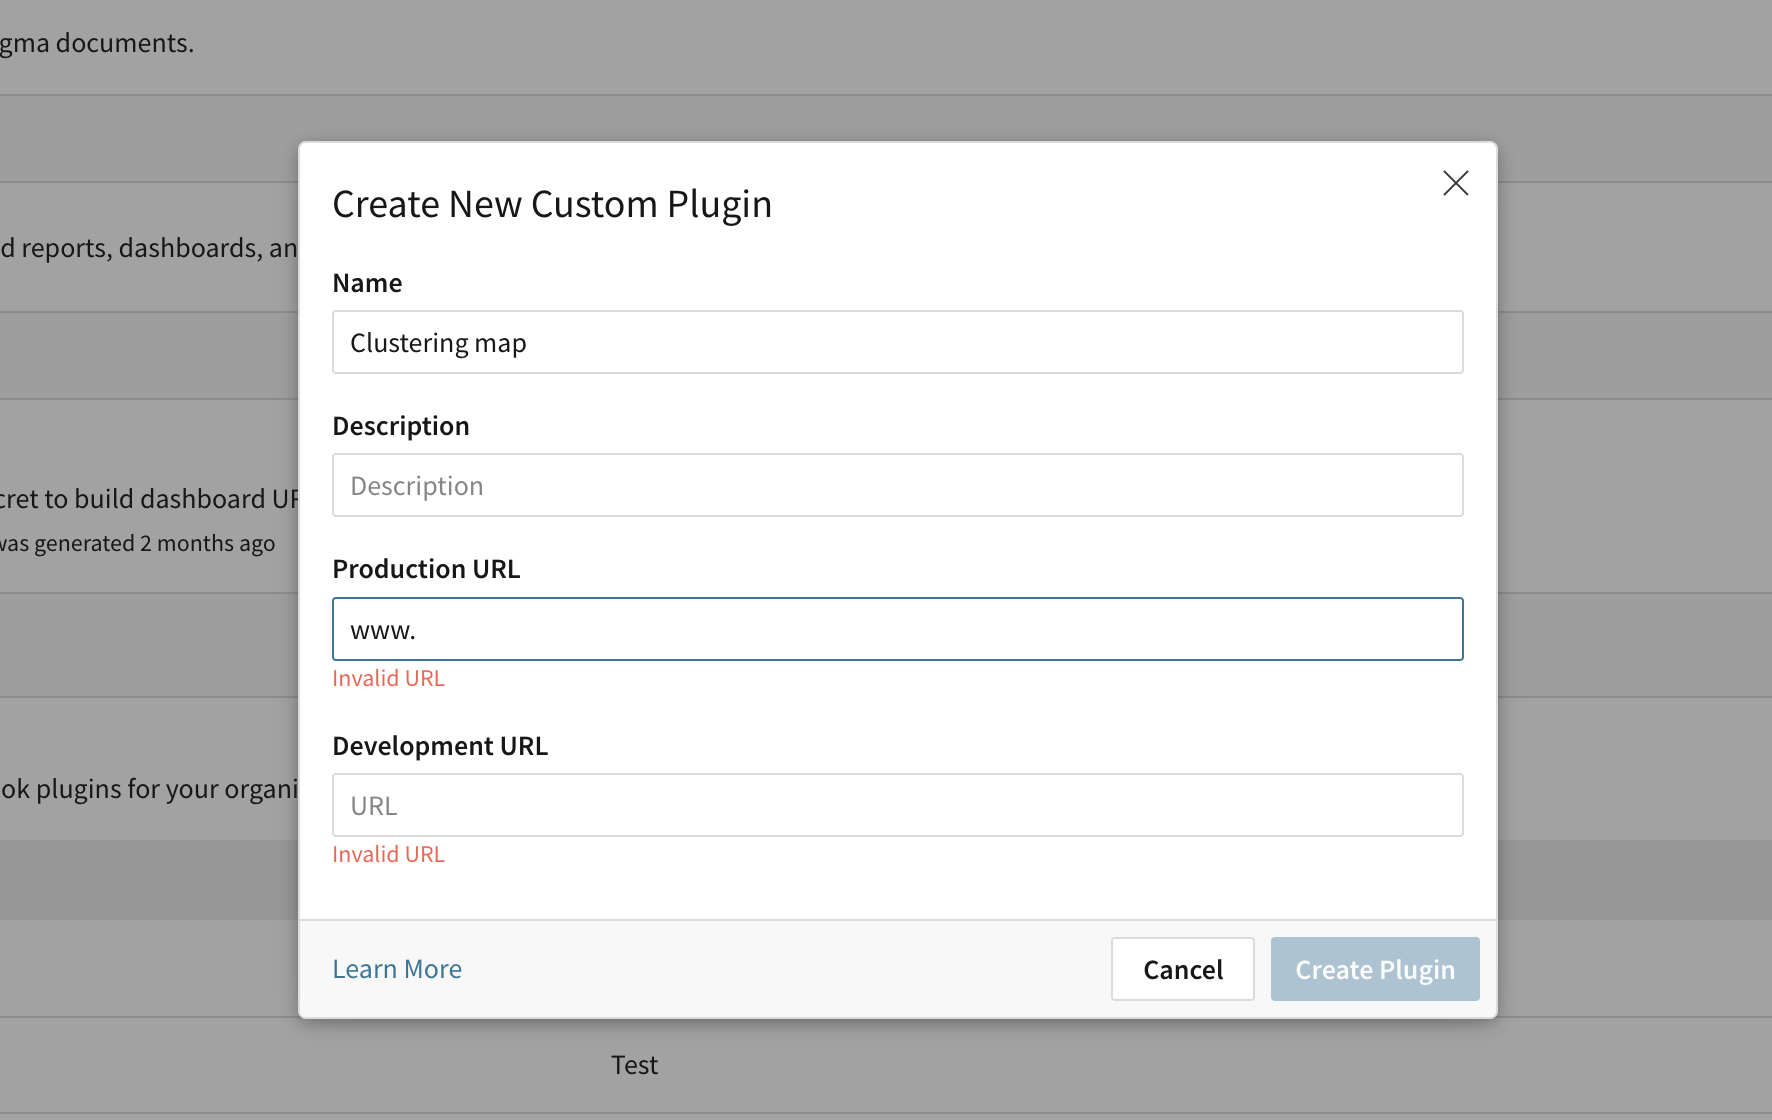 gma documents.
Create New Custom Plugin
d reports, dashboards, an
Name
Clustering map
Description
Description
cret to build dashboard UR
was generated 2 months ago
Production URL
www.
Invalid URL
Development URL
ok plugins for your organi
URL
Invalid URL
Learn More
Cancel
Create Plugin
Test